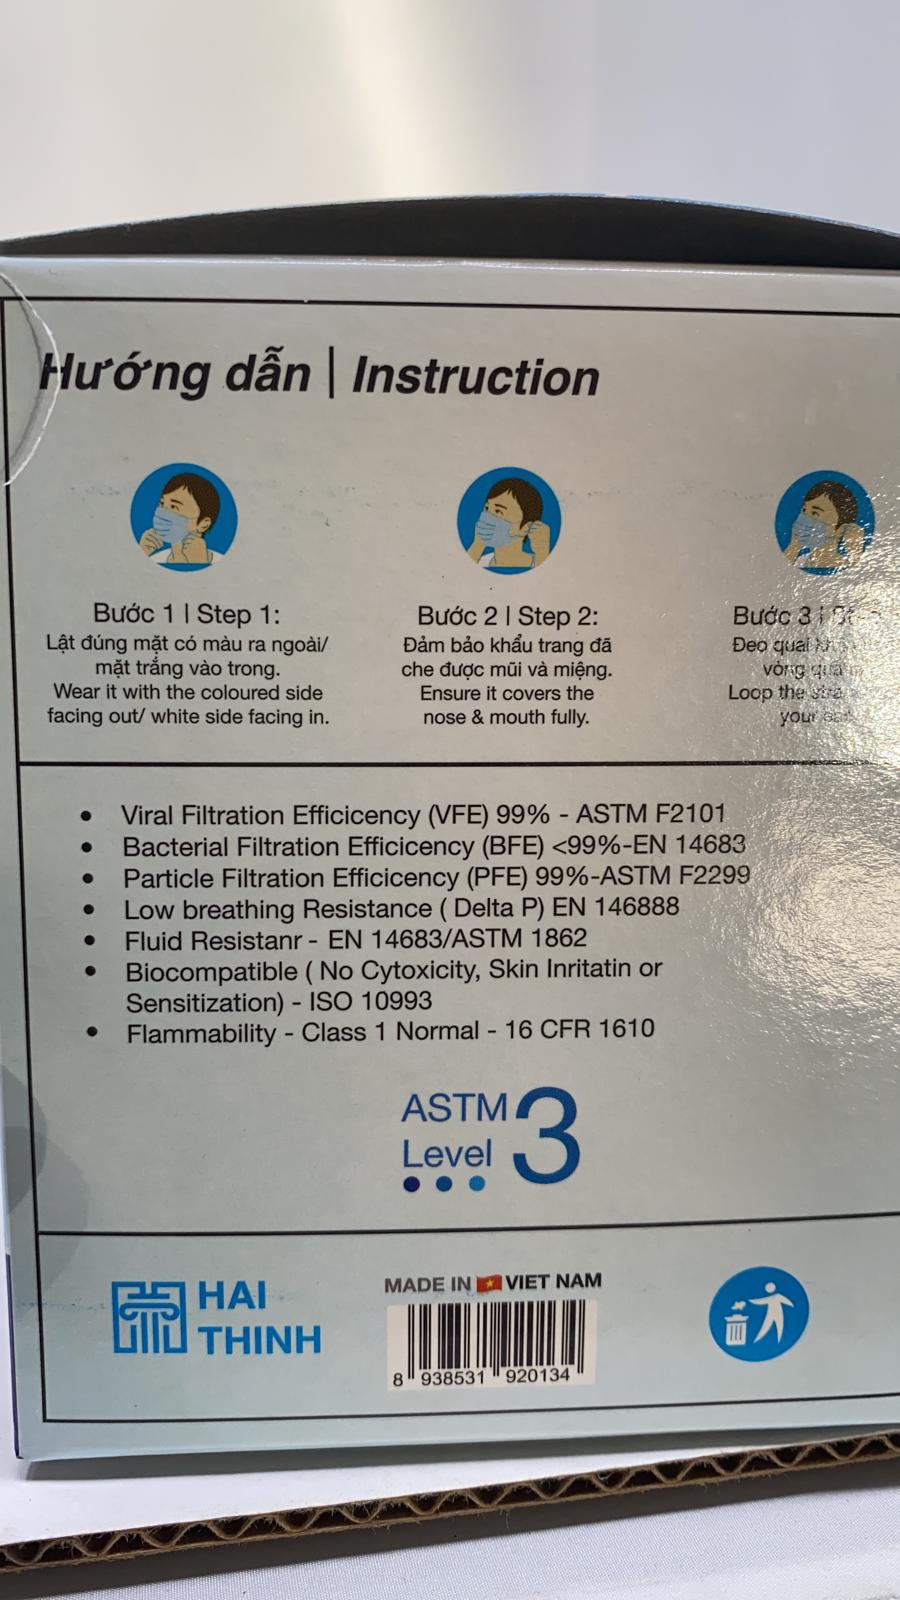 Hướng dẫn | Instruction
Bước 1 | Step 1:
Lật đúng mặt có màu ra ngoài/
mặt trắng vào trong.
Wear it with the coloured side
facing out/ white side facing in.
Bước 2 | Step 2:
Đảm bảo khẩu trang đã
che được mũi và miệng.
Ensure it covers the
nose & mouth fully.
Bước 3 |
Đeo quai
vòng
Loop the
your
• Viral Filtration Efficicency (VFE) 99% - ASTM F2101
• Bacterial Filtration Efficicency (BFE) <99%-EN 14683
• Particle Filtration Efficicency (PFE) 99%-ASTM F2299
• Low breathing Resistance ( Delta P) EN 146888
• Fluid Resistanr - EN 14683/ASTM 1862
• Biocompatible ( No Cytoxicity, Skin Inritatin or
Sensitization) - ISO 10993
• Flammability - Class 1 Normal - 16 CFR 1610
ASTM 3
Level
HAI
THINH
MADE IN VIET NAM
8 938531 920134